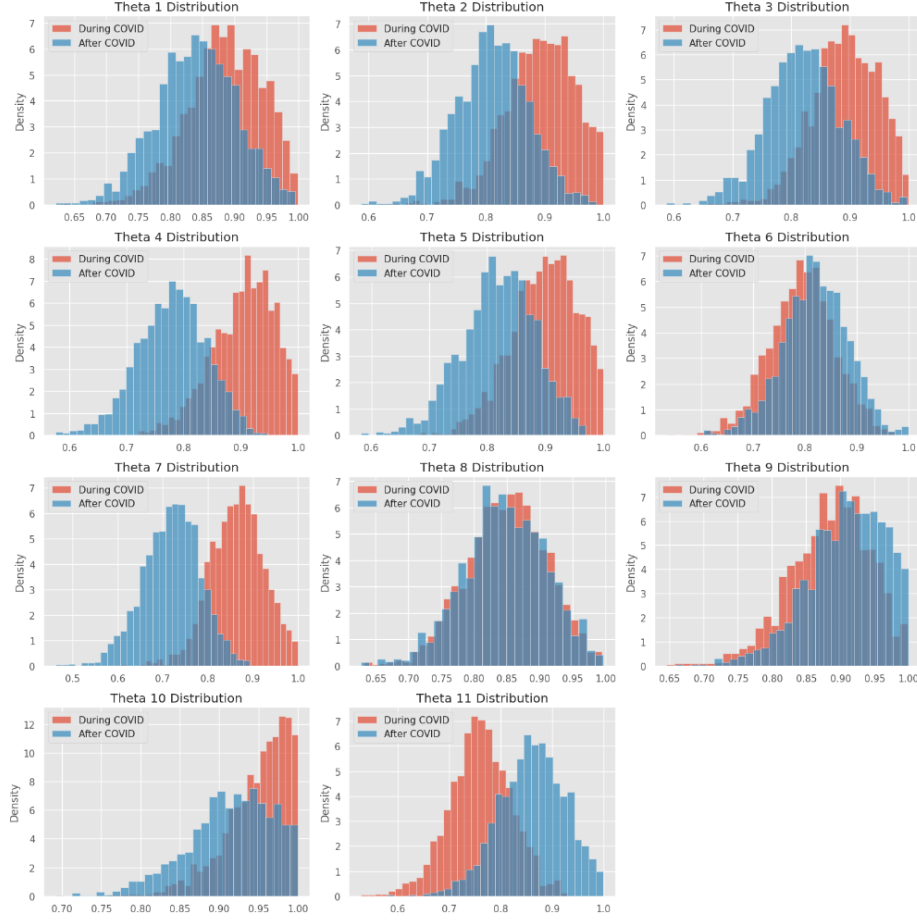 Theta 1 Distribution
During COVID
After COVID
Density
7
6
5
4
3
2
1
0
0.65 0.70 0.75 0.80 0.85 0.90 0.95 1.00
Theta 2 Distribution
During COVID
After COVID
Density
7
6
5
4
3
2
1
0
0.6 0.7 0.8 0.9 1.0
Theta 3 Distribution
During COVID
After COVID
Density
7
6
5
4
3
2
1
0
0.6 0.7 0.8 0.9 1.0
Theta 4 Distribution
During COVID
After COVID
Density
8
7
6
5
4
3
2
1
0
0.6 0.7 0.8 0.9 1.0
Theta 5 Distribution
During COVID
After COVID
Density
7
6
5
4
3
2
1
0
0.6 0.7 0.8 0.9 1.0
Theta 6 Distribution
During COVID
After COVID
Density
7
6
5
4
3
2
1
0
0.6 0.7 0.8 0.9 1.0
Theta 7 Distribution
During COVID
After COVID
Density
7
6
5
4
3
2
1
0
0.5 0.6 0.7 0.8 0.9 1.0
Theta 8 Distribution
During COVID
After COVID
Density
7
6
5
4
3
2
1
0
0.65 0.70 0.75 0.80 0.85 0.90 0.95 1.00
Theta 9 Distribution
During COVID
After COVID
Density
7
6
5
4
3
2
1
0
0.65 0.70 0.75 0.80 0.85 0.90 0.95 1.00
Theta 10 Distribution
During COVID
After COVID
Density
12
10
8
6
4
2
0
0.70 0.75 0.80 0.85 0.90 0.95 1.00
Theta 11 Distribution
During COVID
After COVID
Density
7
6
5
4
3
2
1
0
0.6 0.7 0.8 0.9 1.0